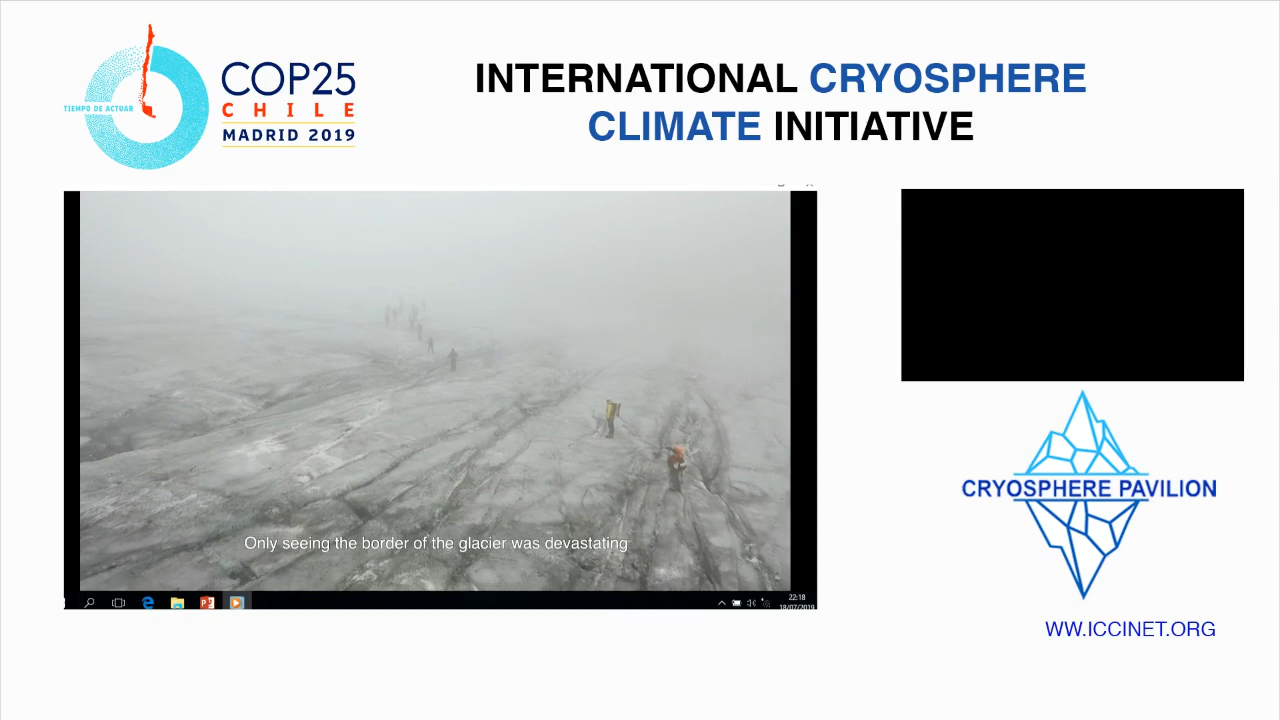 TIEMPO DE ACTUAR
COP25
CHILE
MADRID 2019
INTERNATIONAL CRYOSPHERE
CLIMATE INITIATIVE
Only seeing the border of the glacier was devastating
22:18
18/07/2019
CRYOSPHERE PAVILION
WW.ICCINET.ORG